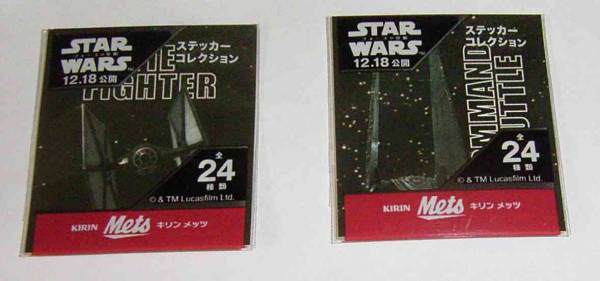 STAR
WARS
12.18公開
ステッカー
コレクション
FIGHTER
全
24
種類
© & TM Lucasfilm Ltd.
KIRIN Mets キリン メッツ
STAR
WARS
12.18公開
ステッカー
コレクション
MMAND
UTTLE
全
24
種類
© & TM Lucasfilm Ltd.
KIRIN Mets キリン メッツ